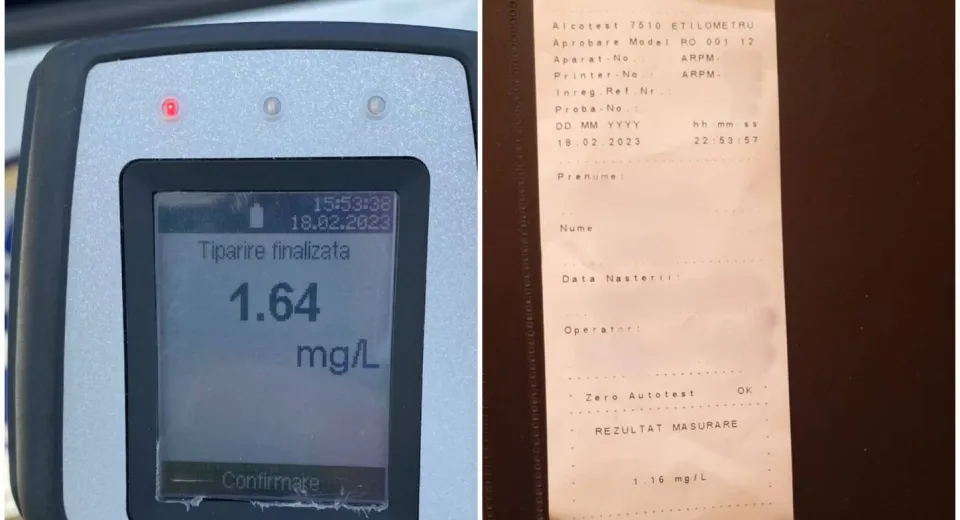 15:53:38
18.02.2023
Tiparire finalizata
1.64
mg/L
Confirmare
Alcotest 7510 ETILOMETRU
Aprobare Model RO 001 12
Aparat-No.: ARPM-
Printer-No.: ARPM-
Inreg.Ref.Nr.:
Proba-No.:
DD MM YYYY hh mm ss
18.02.2023 22:53:57
Prenume:
Nume
Data Nasterii:
Operator:
Zero Autotest OK
REZULTAT MASURARE
1.16 mg/L